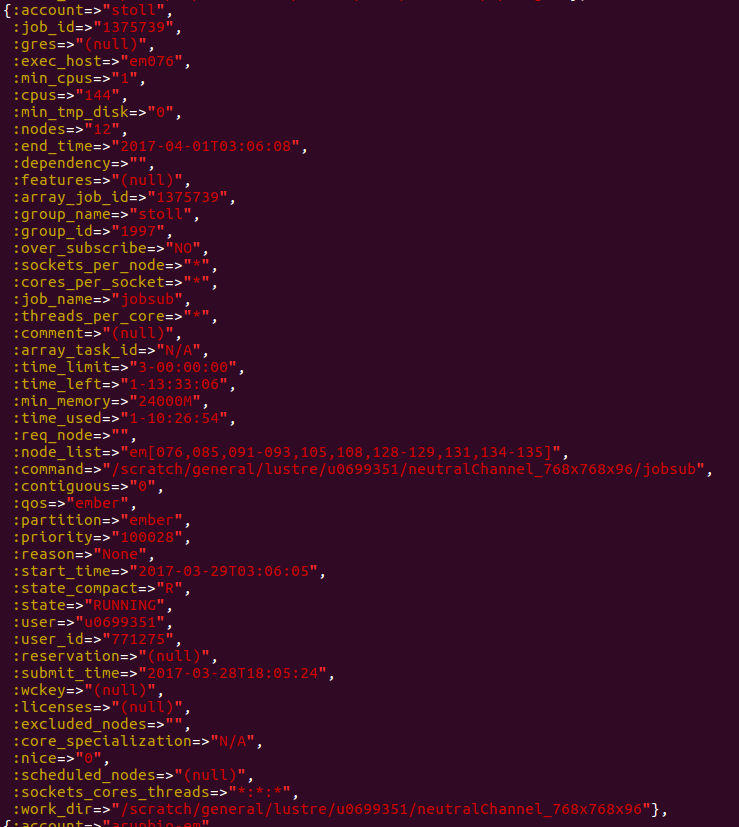 {:account=>"stoll",
:job_id=>"1375739",
:gres=>"(null)",
:exec_host=>"em076",
:min_cpus=>"1",
:cpus=>"144",
:min_tmp_disk=>"0",
:nodes=>"12",
:end_time=>"2017-04-01T03:06:08",
:dependency=>"",
:features=>"(null)",
:array_job_id=>"1375739",
:group_name=>"stoll",
:group_id=>"1997",
:over_subscribe=>"NO",
:sockets_per_node=>"*",
:cores_per_socket=>"*",
:job_name=>"jobsub",
:threads_per_core=>"*",
:comment=>"(null)",
:array_task_id=>"N/A",
:time_limit=>"3-00:00:00",
:time_left=>"1-13:33:06",
:min_memory=>"24000M",
:time_used=>"1-10:26:54",
:req_node=>"",
:node_list=>"em[076,085,091-093,105,108,128-129,131,134-135]",
:command=>"/scratch/general/lustre/u0699351/neutralChannel_768x768x96/jobsub",
:contiguous=>"0",
:qos=>"ember",
:partition=>"ember",
:priority=>"100028",
:reason=>"None",
:start_time=>"2017-03-29T03:06:05",
:state_compact=>"R",
:state=>"RUNNING",
:user=>"u0699351",
:user_id=>"771275",
:reservation=>"(null)",
:submit_time=>"2017-03-28T18:05:24",
:wckey=>"(null)",
:licenses=>"(null)",
:excluded_nodes=>"",
:core_specialization=>"N/A",
:nice=>"0",
:scheduled_nodes=>"(null)",
:sockets_cores_threads=>"*:*:*",
:work_dir=>"/scratch/general/lustre/u0699351/neutralChannel_768x768x96"},
{:account=>